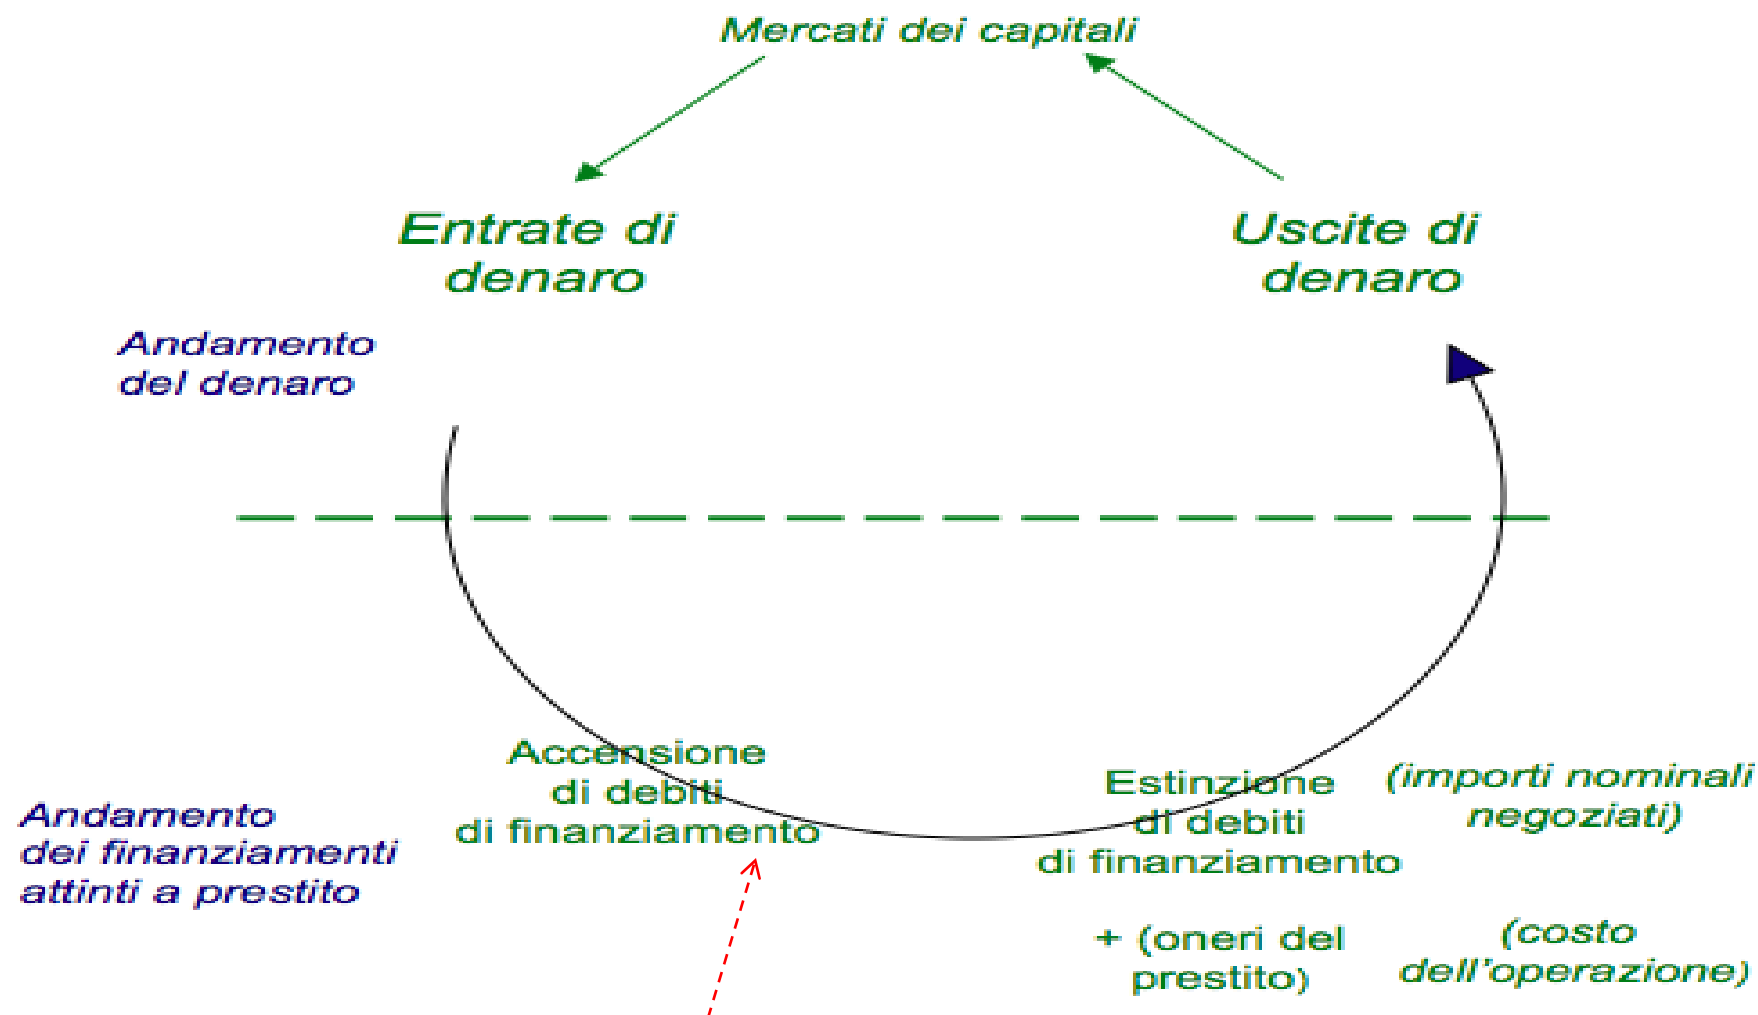 Mercati dei capitali
Entrate di
denaro
Uscite di
denaro
Andamento
del denaro
Accensione
di debiti
di finanziamento
Estinzione
di debiti
di finanziamento
(importi nominali
negoziati)
Andamento
dei finanziamenti
attinti a prestito
+ (oneri del
prestito)
(costo
dell'operazione)